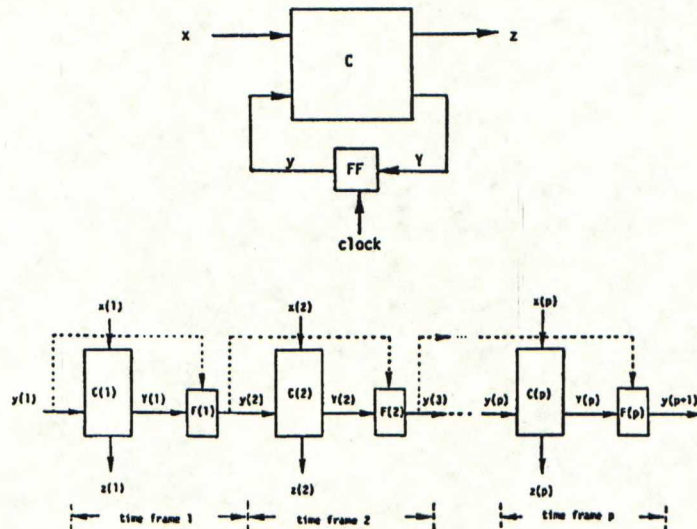 x z
C
y FF Y
clock
x(1) x(2) x(p)
y(1) C(1) Y(1) F(1) y(2) C(2) Y(2) F(2) y(3) y(p) C(p) Y(p) F(p) y(p+1)
z(1) z(2) z(p)
time frame 1 time frame 2 time frame p